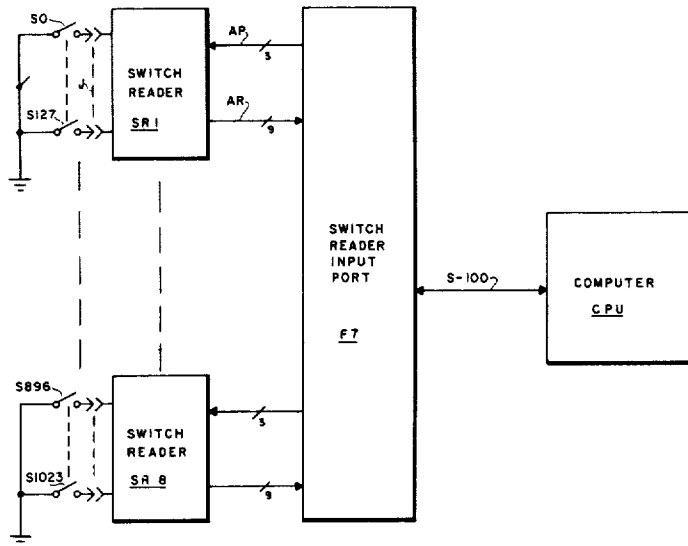 S0
SWITCH
READER
SR1
AP
3
S127
AR
9
SWITCH
READER
INPUT
PORT
F7
S-100
COMPUTER
CPU
S896
SWITCH
READER
SR 8
3
S1023
9